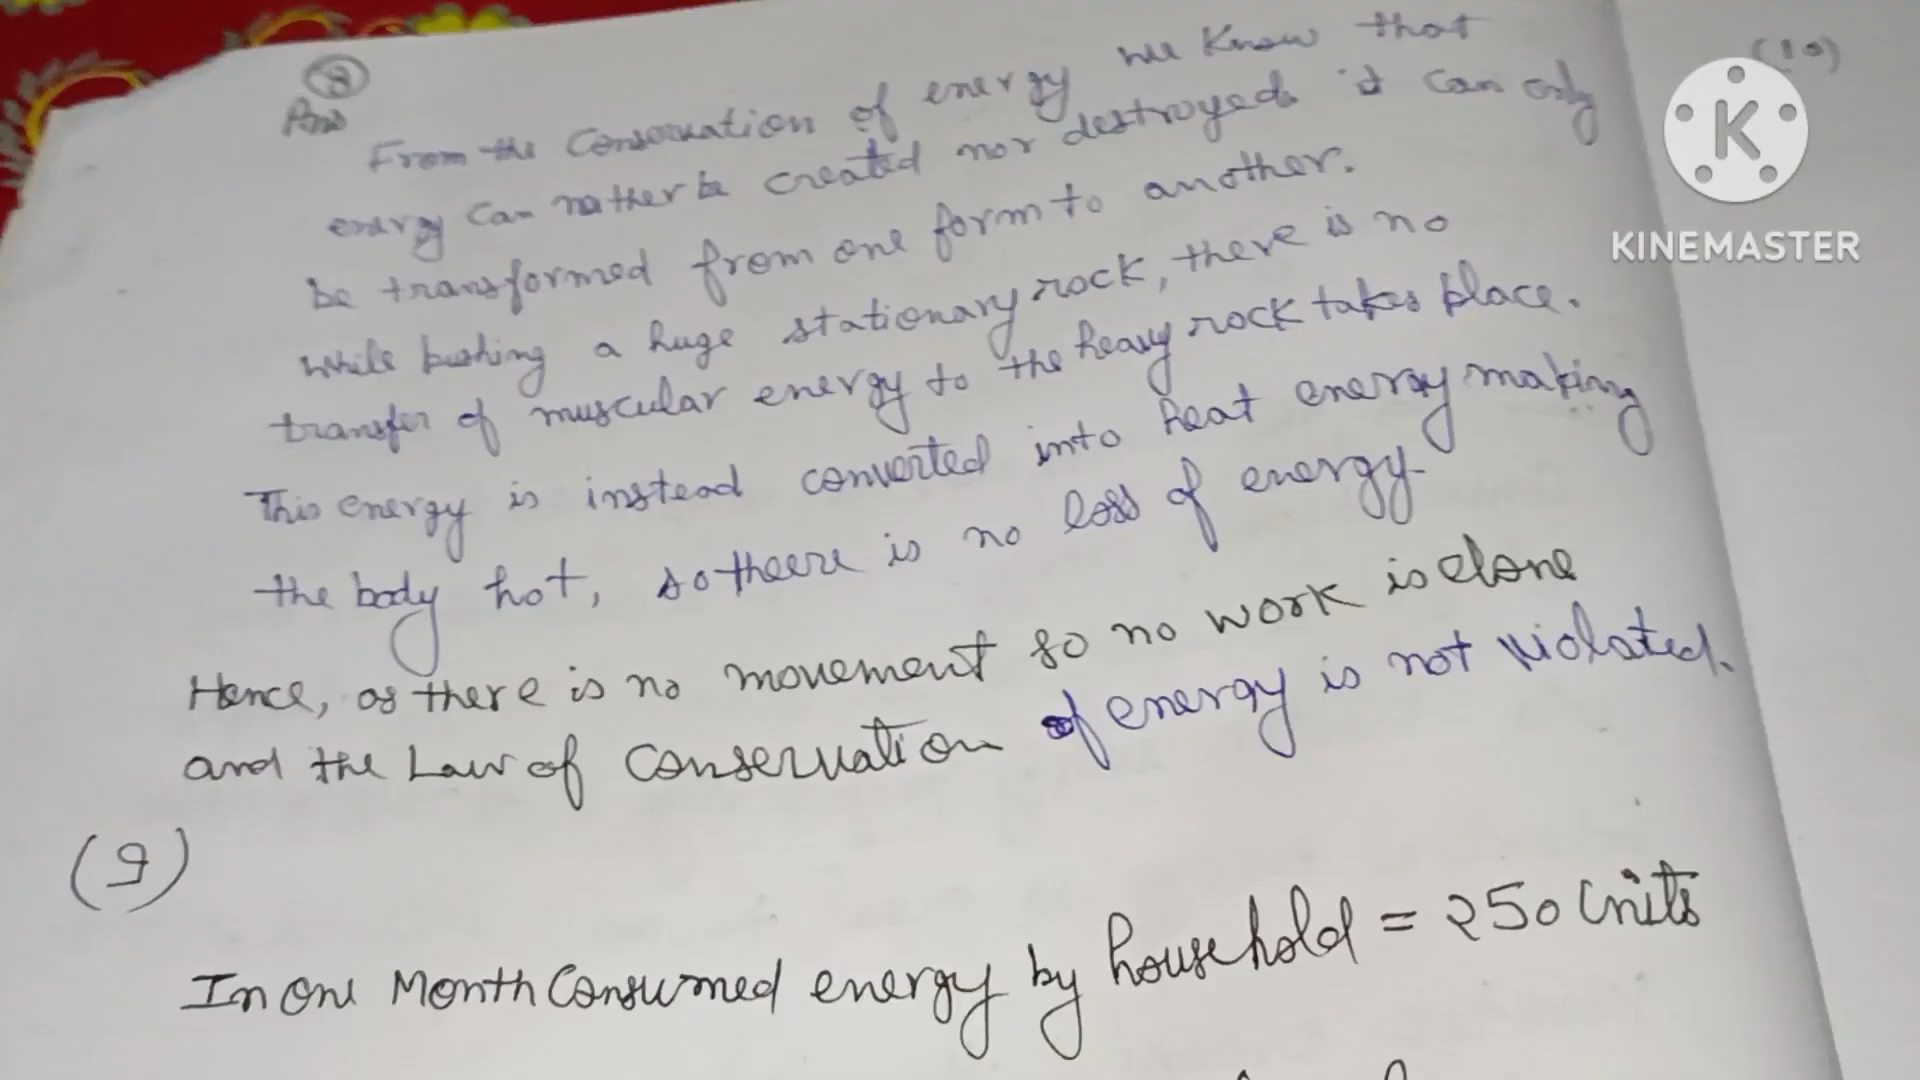 (8)
Ans
From the Conservation of energy we Know that
energy Can nather be created nor destroyed. it can only
be transformed from one form to another.
While pushing a huge stationary rock, there is no
transfer of muscular energy to the heavy rock takes place.
This energy is instead converted into heat energy making
the body hot, so theere is no loss of energy.
Hence, as there is no movement so no work is done
and the Law of Conservation of energy is not violated.
(9)
In one Month Consumed energy by household = 250 Units
(10)
K
KINEMASTER